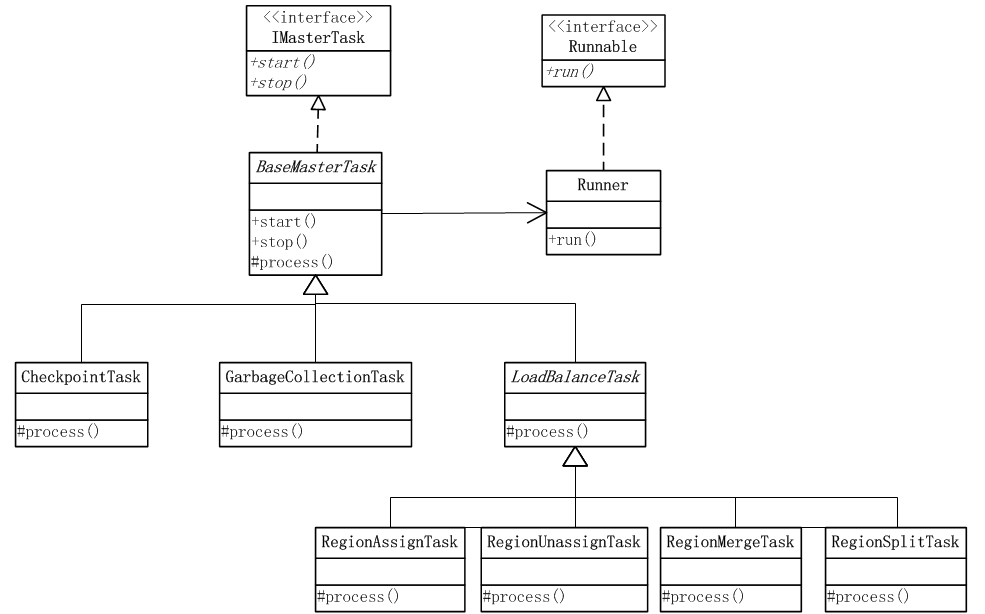 <<interface>>
IMasterTask
+start()
+stop()
<<interface>>
Runnable
+run()
BaseMasterTask
+start()
+stop()
#process()
Runner
+run()
CheckpointTask
#process()
GarbageCollectionTask
#process()
LoadBalanceTask
#process()
RegionAssignTask
#process()
RegionUnassignTask
#process()
RegionMergeTask
#process()
RegionSplitTask
#process()